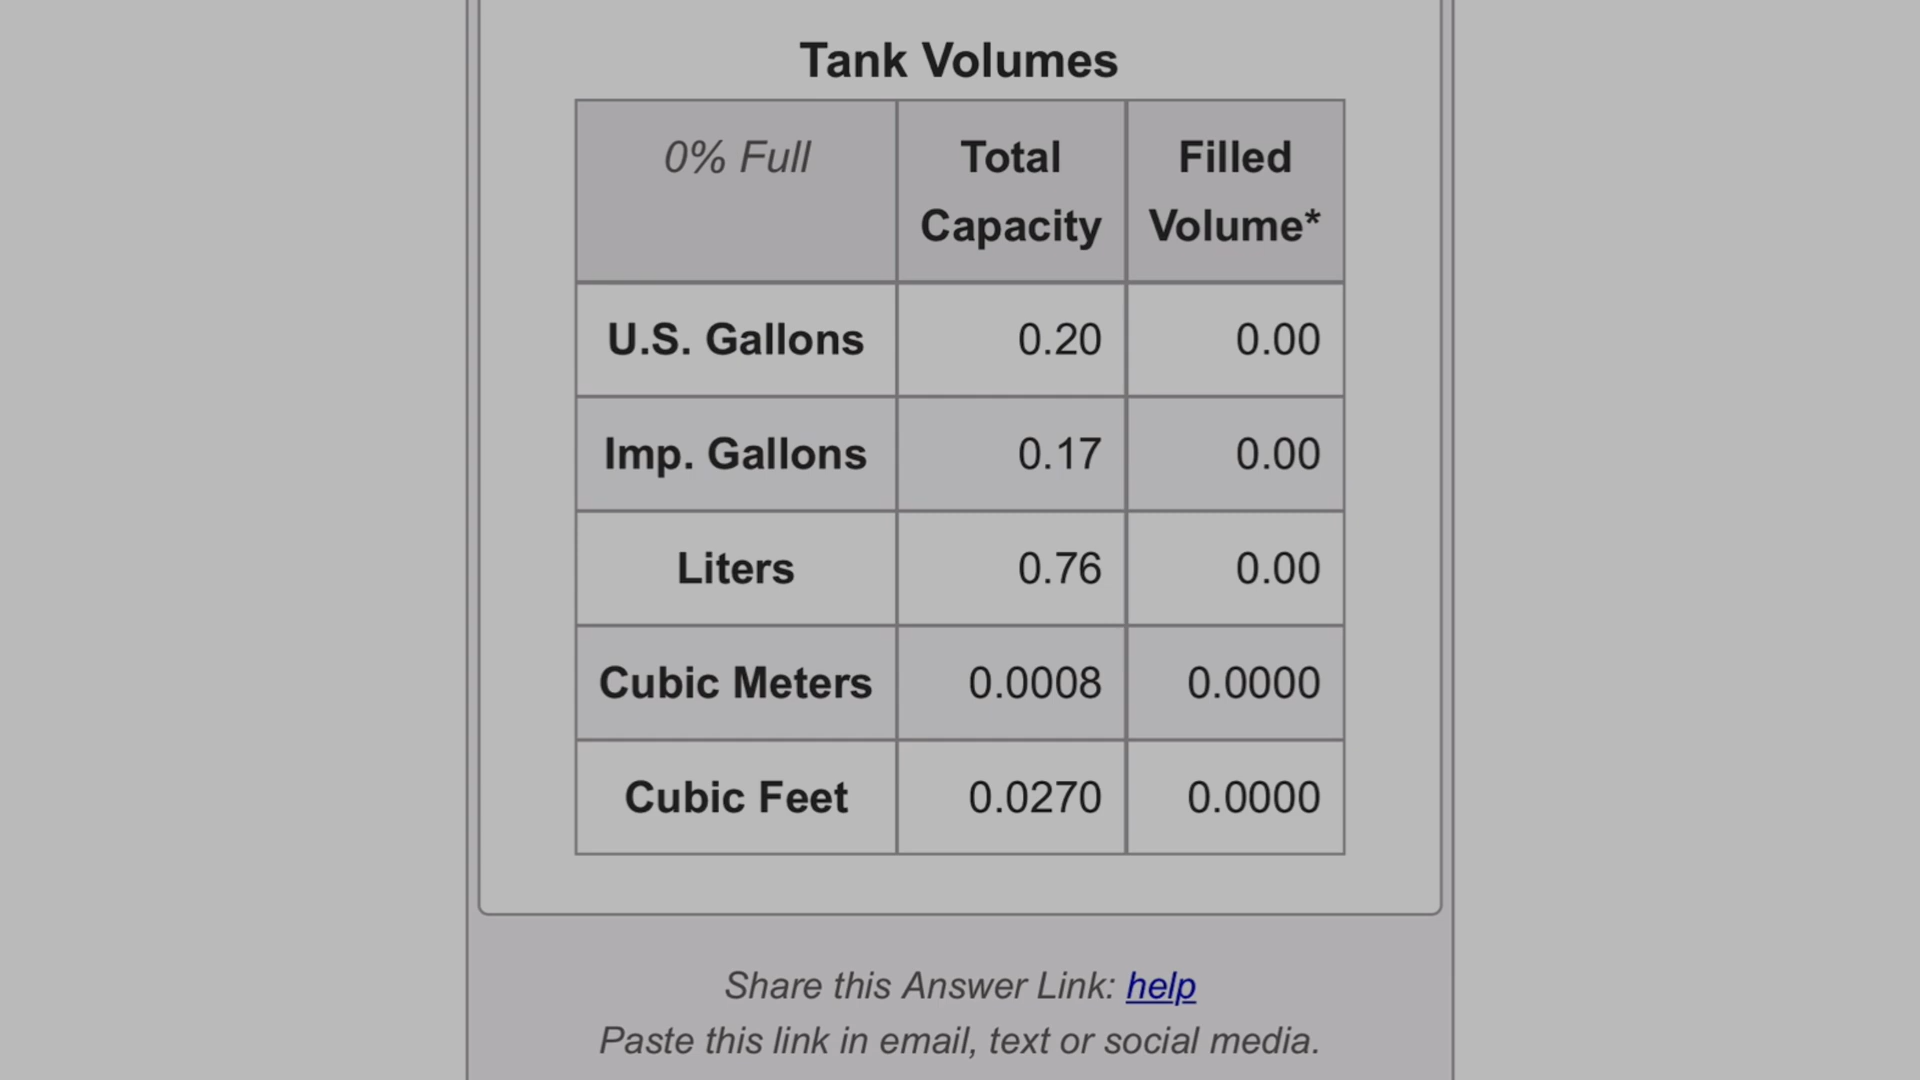 Tank Volumes
0% Full Total Capacity Filled Volume*
U.S. Gallons 0.20 0.00
Imp. Gallons 0.17 0.00
Liters 0.76 0.00
Cubic Meters 0.0008 0.0000
Cubic Feet 0.0270 0.0000
Share this Answer Link: help
Paste this link in email, text or social media.